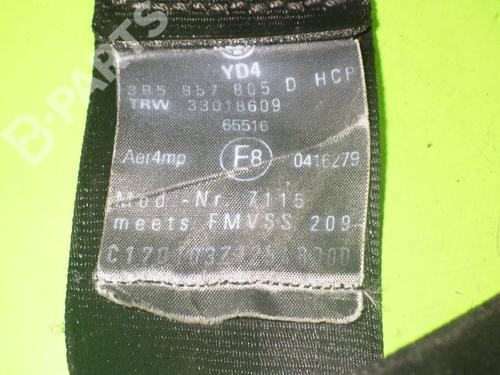 YD4
3B5 857 805 D HCP
TRW 33018609
65516
Aer4mp E8 0416279
Mod.-Nr. 7115
meets FMVSS 209
B-PARTS